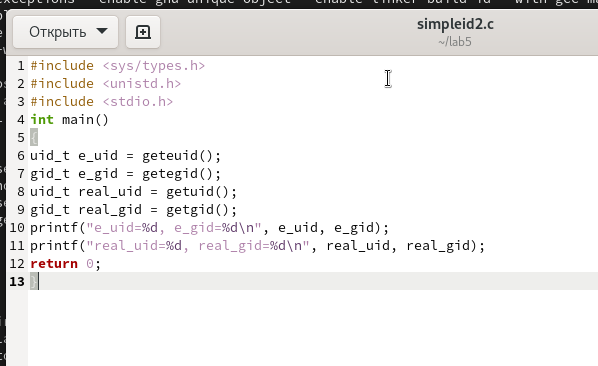 exceptions --enable-gnu-unique-object --enable-linker-build-id --with-gcc-ma
Открыть
simpleid2.c
~/lab5
1 #include <sys/types.h>
2 #include <unistd.h>
3 #include <stdio.h>
4 int main()
5 {
6 uid_t e_uid = geteuid();
7 gid_t e_gid = getegid();
8 uid_t real_uid = getuid();
9 gid_t real_gid = getgid();
10 printf("e_uid=%d, e_gid=%d\n", e_uid, e_gid);
11 printf("real_uid=%d, real_gid=%d\n", real_uid, real_gid);
12 return 0;
13 }